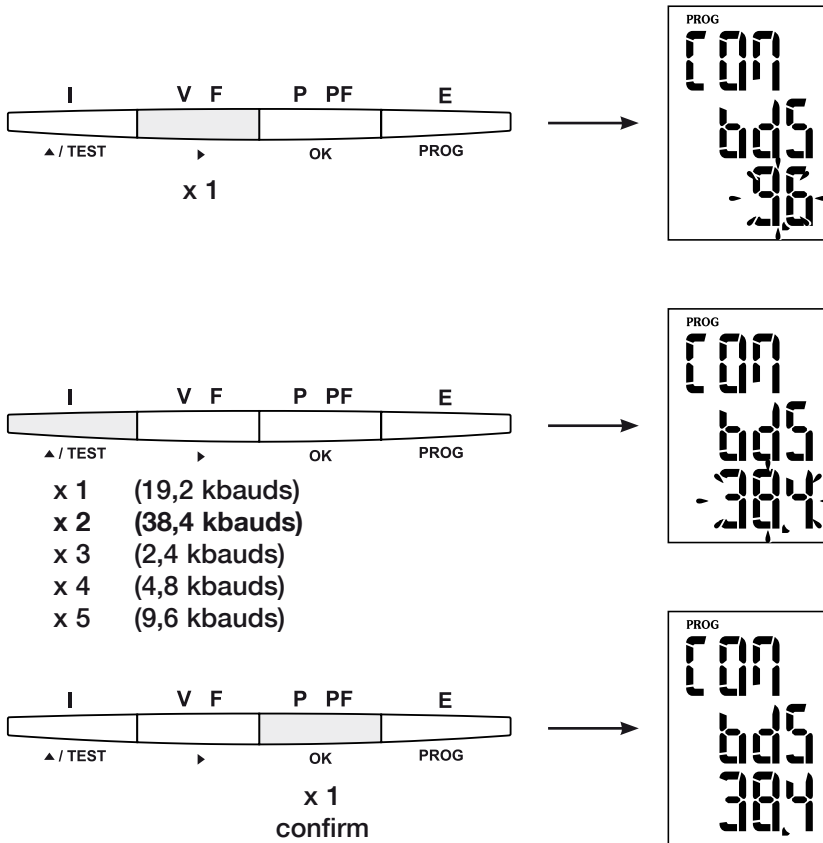 PROG
COM
I V F P PF E
bdS
▲ / TEST ▶ OK PROG
x 1
9.6
PROG
COM
I V F P PF E
bdS
▲ / TEST ▶ OK PROG
38.4
x 1 (19,2 kbauds)
x 2 (38,4 kbauds)
x 3 (2,4 kbauds)
x 4 (4,8 kbauds)
x 5 (9,6 kbauds)
PROG
COM
I V F P PF E
bdS
▲ / TEST ▶ OK PROG
38.4
x 1
confirm